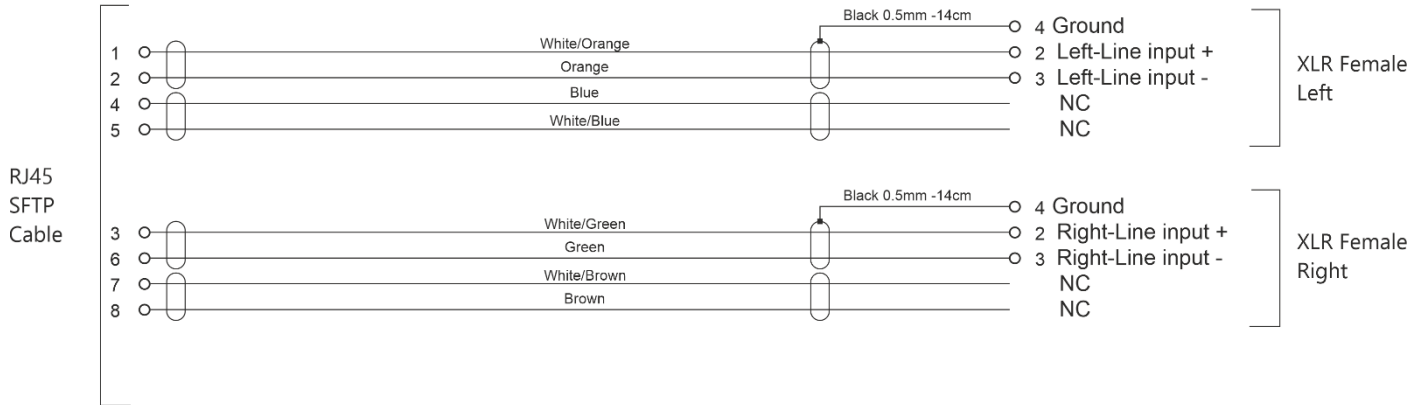 Black 0.5mm -14cm
4 Ground
1 White/Orange 2 Left-Line input +
2 Orange 3 Left-Line input -
4 Blue NC
5 White/Blue NC
XLR Female
Left
RJ45
SFTP
Cable
Black 0.5mm -14cm
4 Ground
3 White/Green 2 Right-Line input +
6 Green 3 Right-Line input -
7 White/Brown NC
8 Brown NC
XLR Female
Right